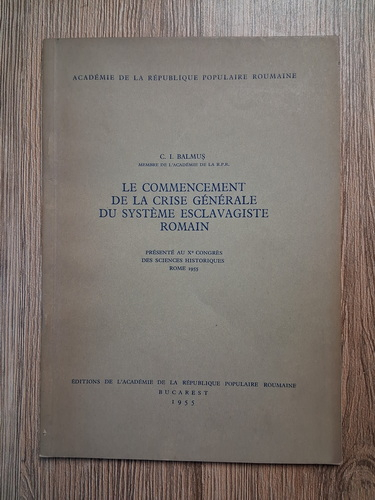 ACADÉMIE DE LA RÉPUBLIQUE POPULAIRE ROUMAINE
C. I. BALMUȘ
MEMBRE DE L'ACADÉMIE DE LA R.P.R.
LE COMMENCEMENT
DE LA CRISE GÉNÉRALE
DU SYSTÈME ESCLAVAGISTE
ROMAIN
PRÉSENTÉ AU Xᵉ CONGRÈS
DES SCIENCES HISTORIQUES
ROME 1955
ÉDITIONS DE L'ACADÉMIE DE LA RÉPUBLIQUE POPULAIRE ROUMAINE
BUCAREST
1955